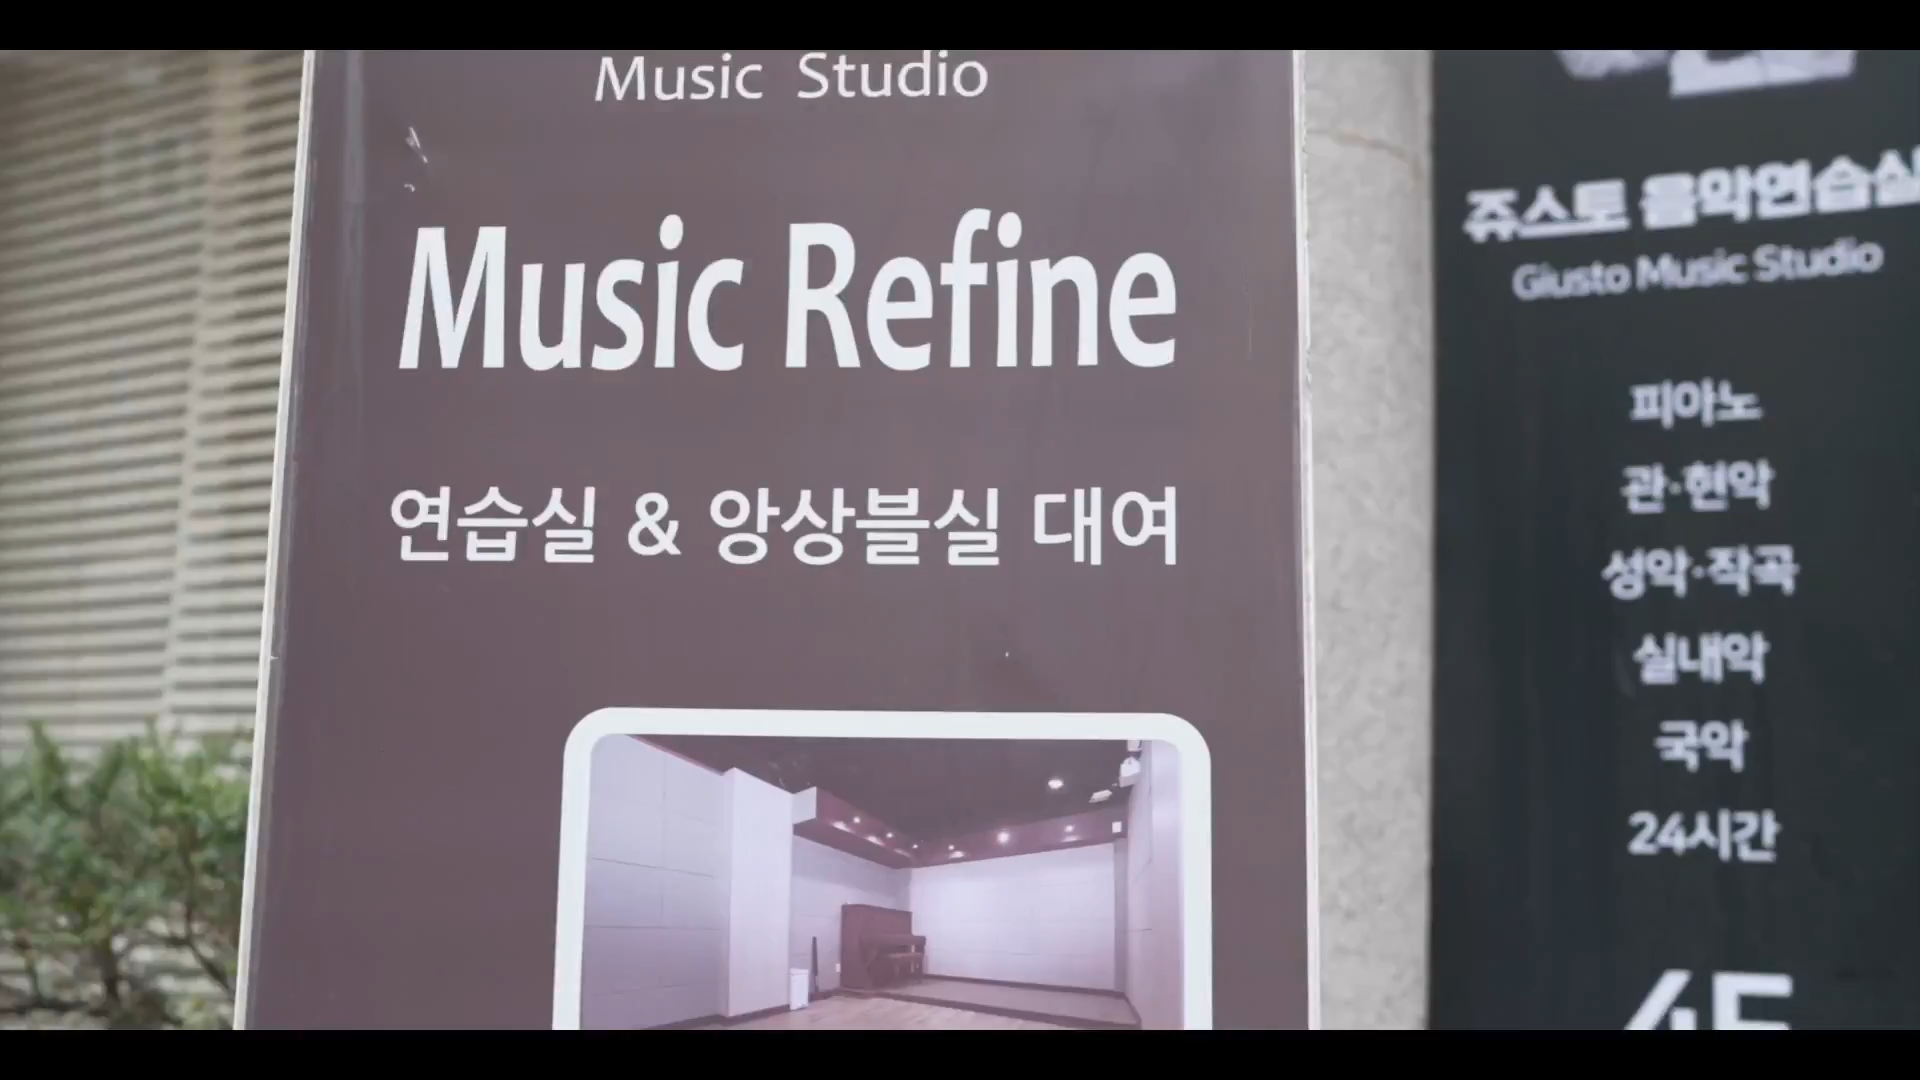 Music Studio
Music Refine
연습실 & 앙상블실 대여
쥬스토 음악연습실
Giusto Music Studio
피아노
관·현악
성악·작곡
실내악
국악
24시간